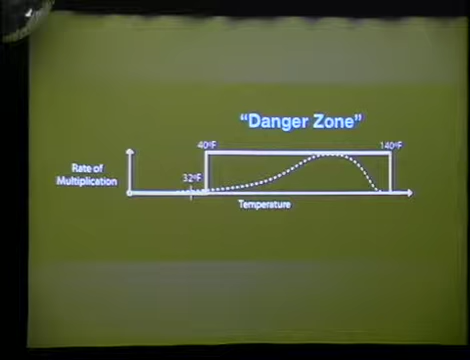 "Danger Zone"
40°F
140°F
Rate of
Multiplication
32°F
Temperature